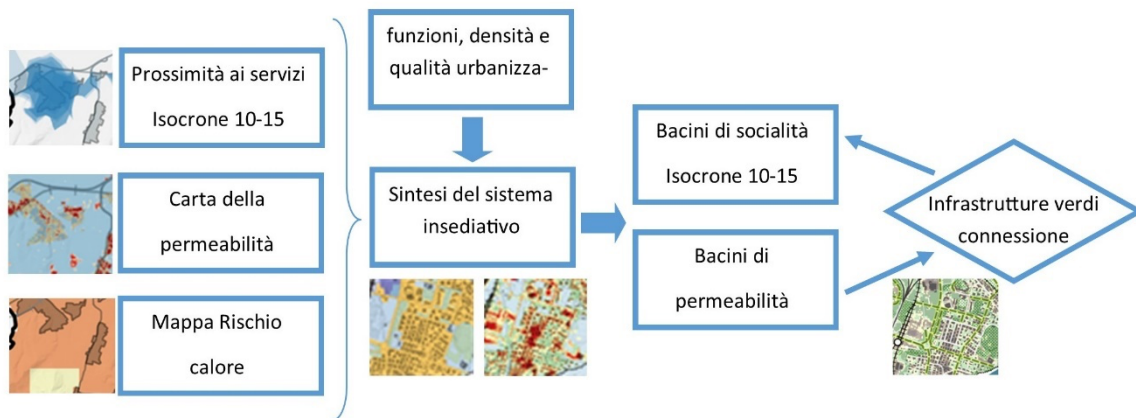 Prossimità ai servizi
Isocrone 10-15
Carta della
permeabilità
Mappa Rischio
calore
funzioni, densità e
qualità urbanizza-
Sintesi del sistema
insediativo
Bacini di socialità
Isocrone 10-15
Bacini di
permeabilità
Infrastrutture verdi
connessione